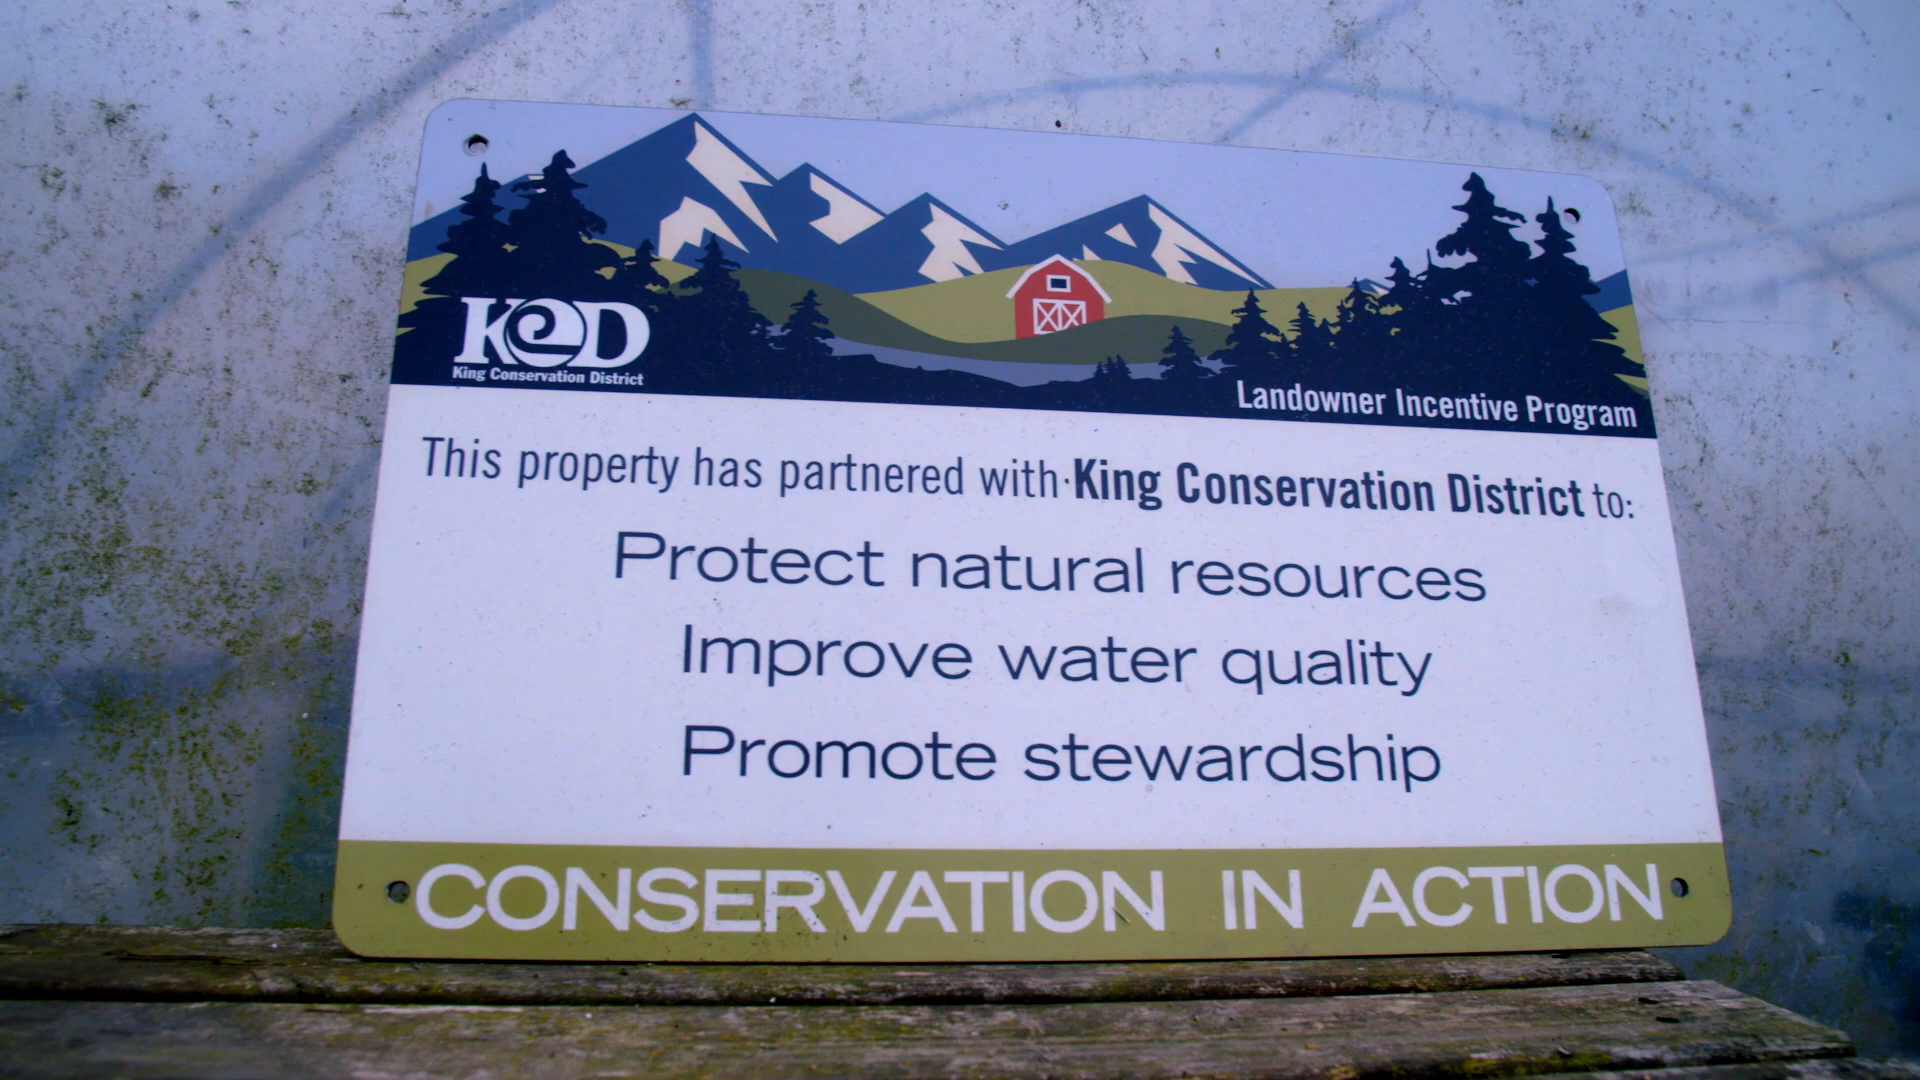 KCD
King Conservation District
Landowner Incentive Program
This property has partnered with King Conservation District to:
Protect natural resources
Improve water quality
Promote stewardship
CONSERVATION IN ACTION